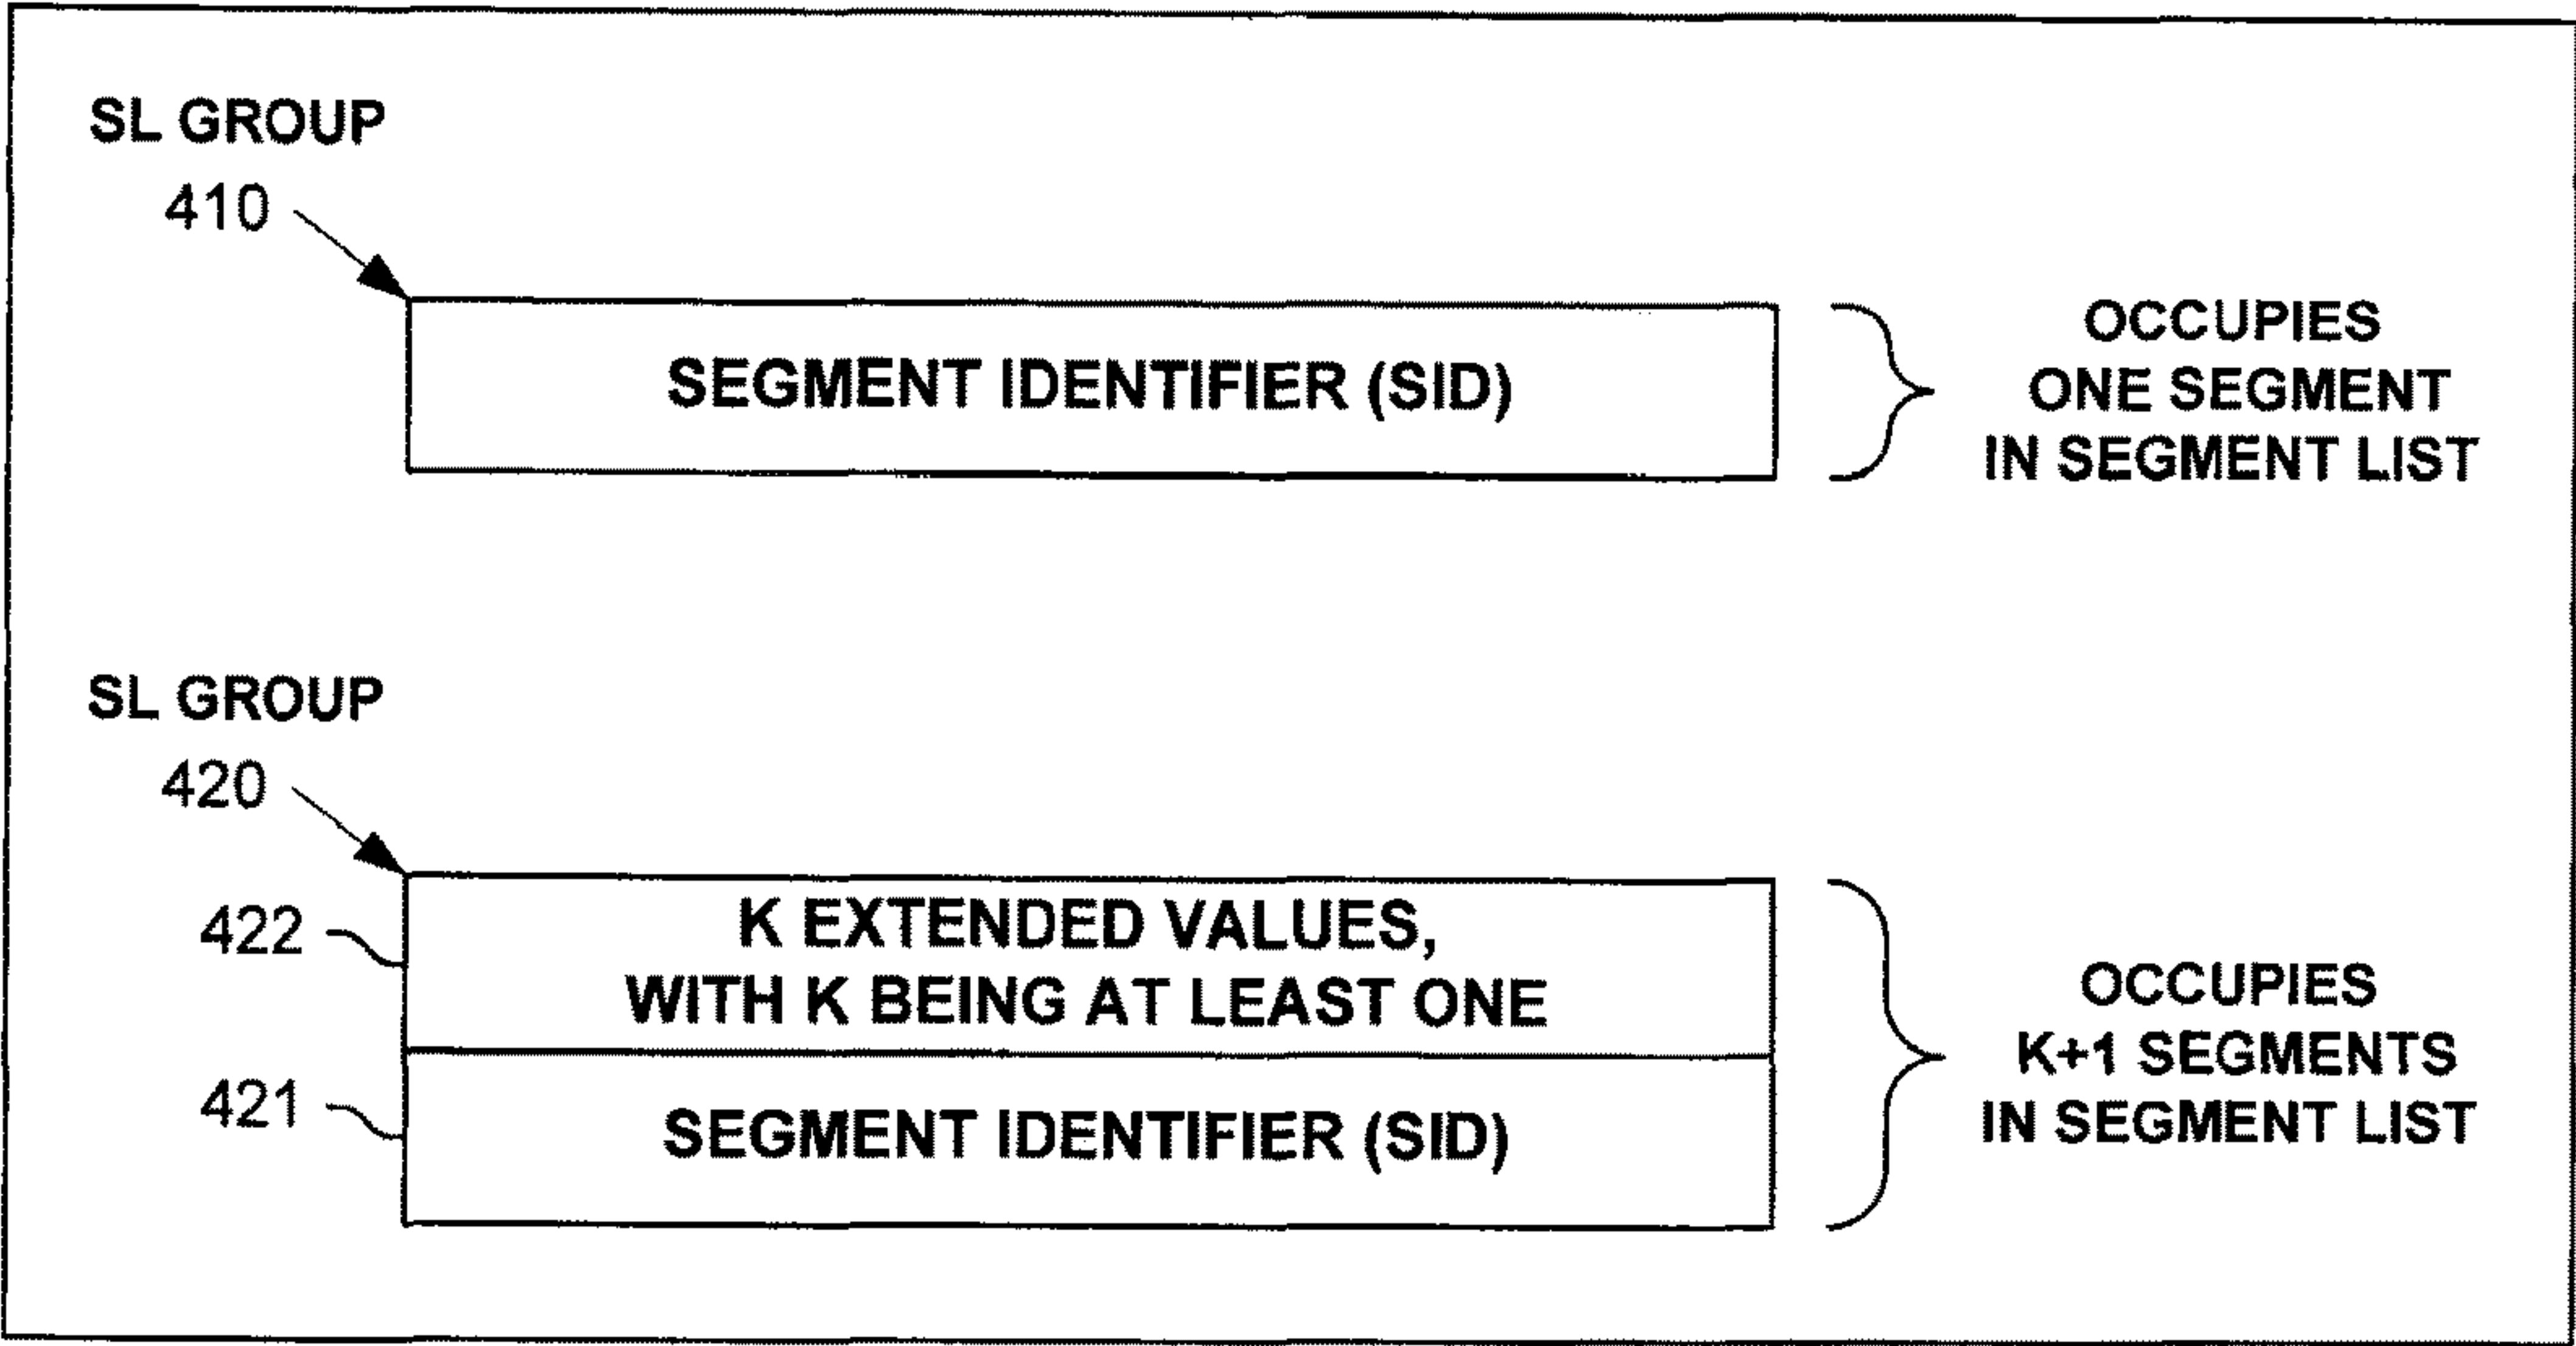 SL GROUP
410
SEGMENT IDENTIFIER (SID)
OCCUPIES
ONE SEGMENT
IN SEGMENT LIST
SL GROUP
420
422
K EXTENDED VALUES,
WITH K BEING AT LEAST ONE
421
SEGMENT IDENTIFIER (SID)
OCCUPIES
K+1 SEGMENTS
IN SEGMENT LIST